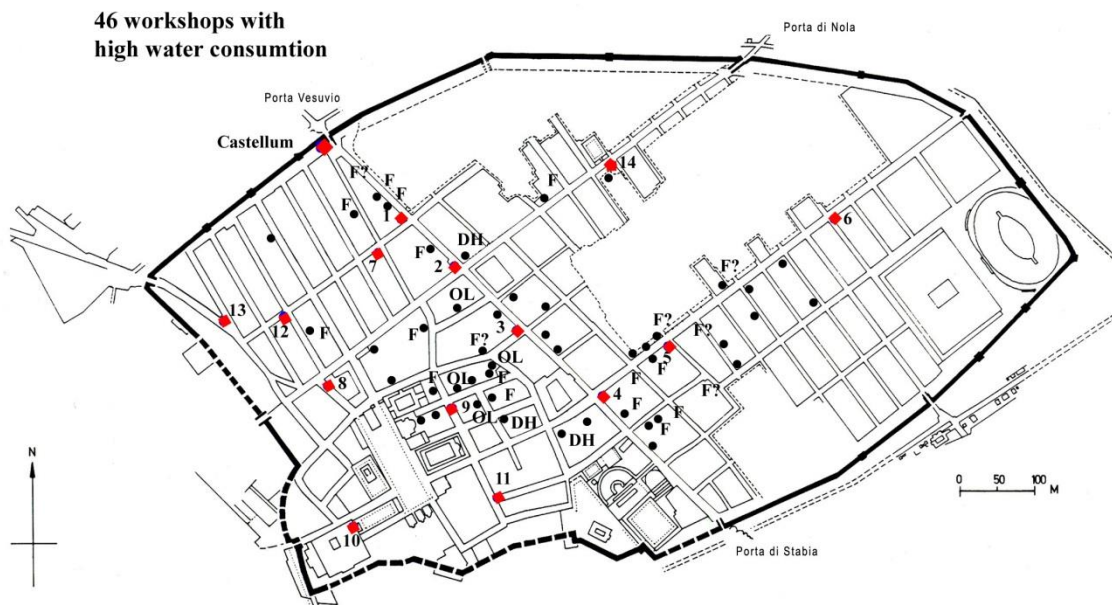 46 workshops with
high water consumtion
Porta di Nola
Porta Vesuvio
Castellum
14
F?
F
F
F
F
1
6
F
DH
2
7
F?
OL
13
12
3
F
F
F?
F?
F?
5
OL
F
F
8
F
OL
F
F?
4
9
OL
F
F
F
DH
DH
F
11
N
0 50 100
M
10
Porta di Stabia